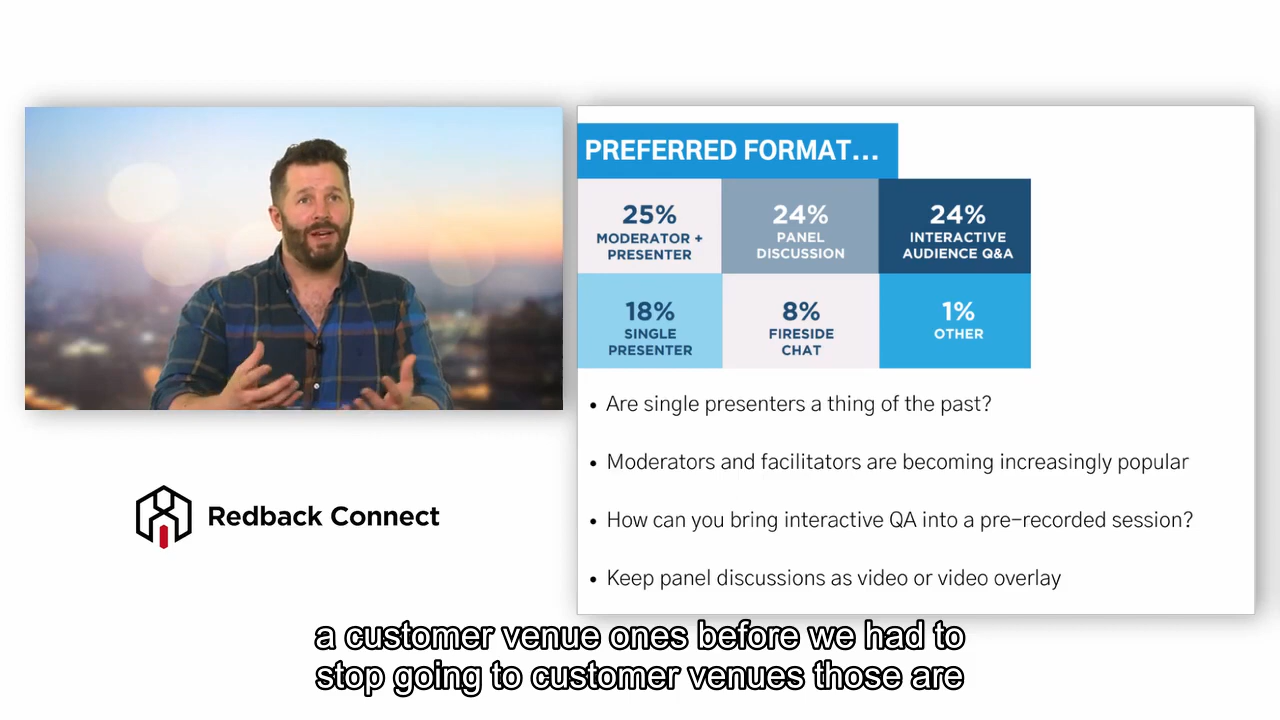 PREFERRED FORMAT...
25%
MODERATOR +
PRESENTER
24%
PANEL
DISCUSSION
24%
INTERACTIVE
AUDIENCE Q&A
18%
SINGLE
PRESENTER
8%
FIRESIDE
CHAT
1%
OTHER
• Are single presenters a thing of the past?
• Moderators and facilitators are becoming increasingly popular
• How can you bring interactive QA into a pre-recorded session?
• Keep panel discussions as video or video overlay
Redback Connect
a customer venue ones before we had to
stop going to customer venues those are